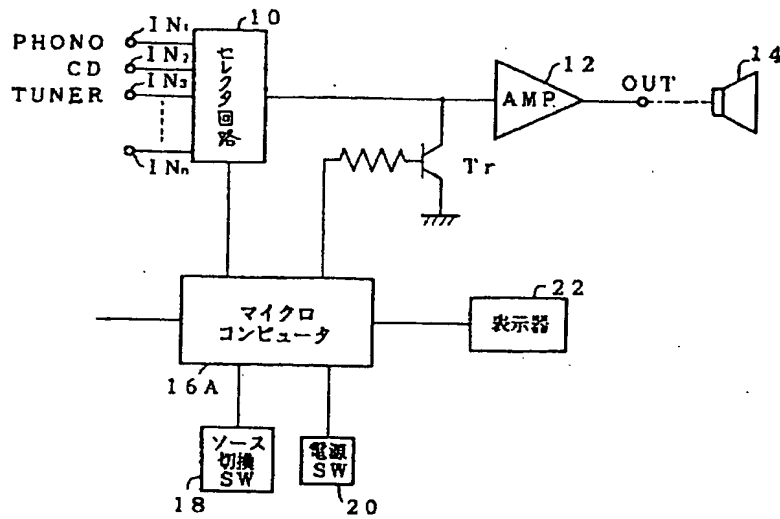 10
PHONO
IN₁
CD
IN₂
TUNER
IN₃
INₙ
セレクタ回路
12
AMP.
OUT
14
Tr
マイクロ
コンピュータ
16A
22
表示器
ソース
切換
SW
18
電源
SW
20